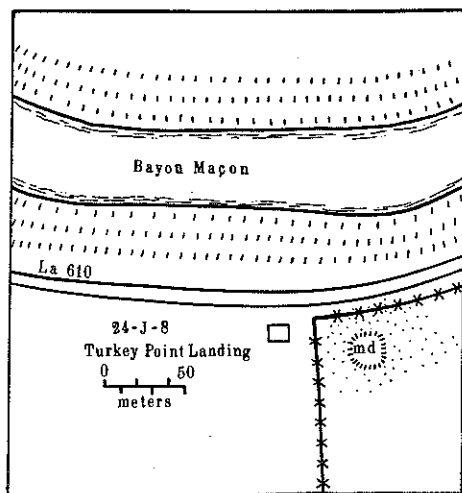 Bayou Maçon
La 610
24-J-8
Turkey Point Landing
0 50
meters
md